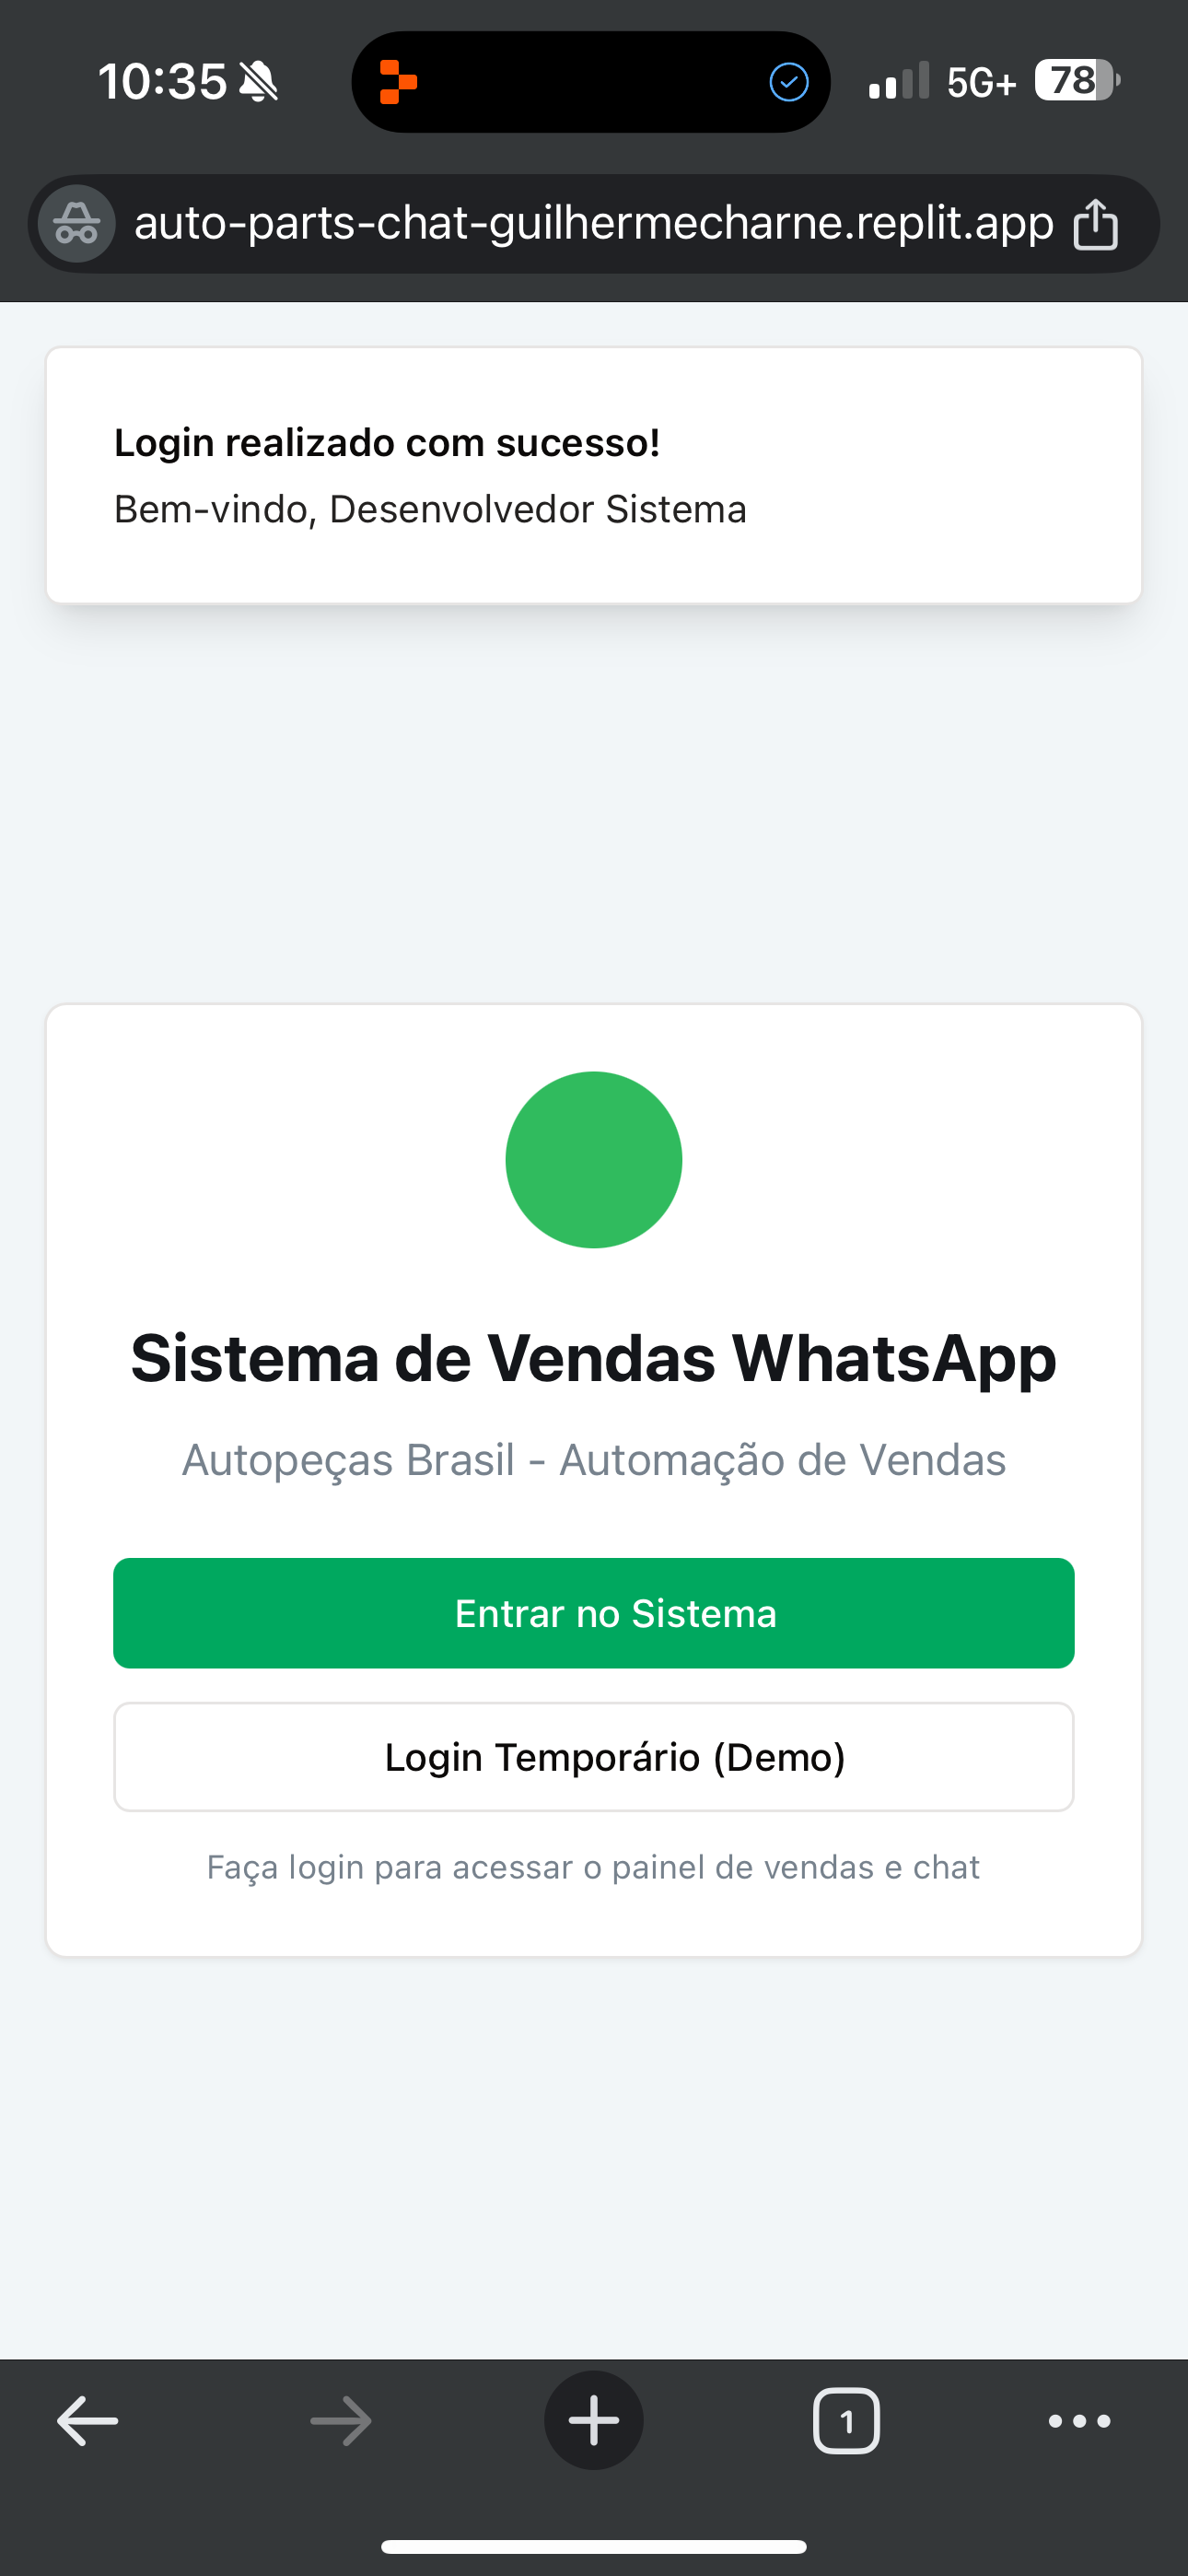 10:35
5G+
78
auto-parts-chat-guilhermecharne.replit.app
Login realizado com sucesso!
Bem-vindo, Desenvolvedor Sistema
Sistema de Vendas WhatsApp
Autopeças Brasil - Automação de Vendas
Entrar no Sistema
Login Temporário (Demo)
Faça login para acessar o painel de vendas e chat
1